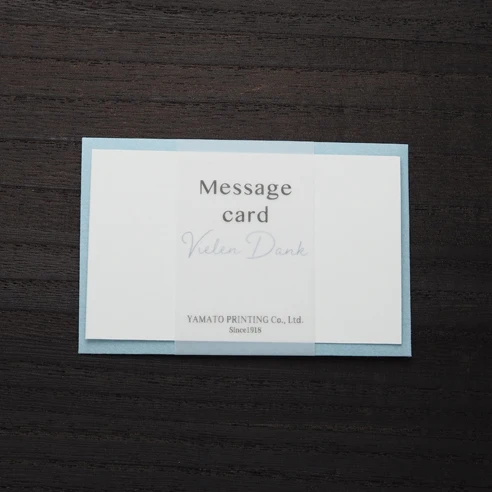 Message
card
Vielen Dank
YAMATO PRINTING Co., Ltd.
Since1918